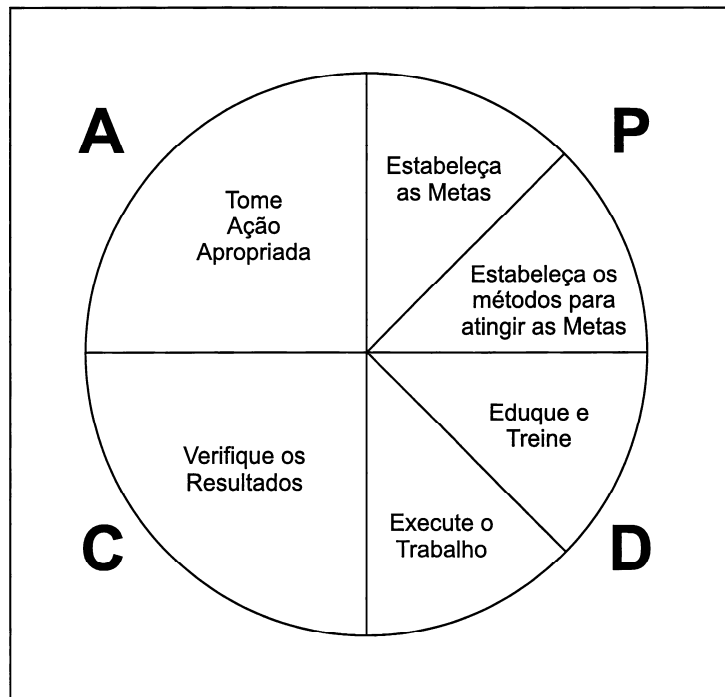 A
P
Estabeleça
as Metas
Tome
Ação
Apropriada
Estabeleça os
métodos para
atingir as Metas
Eduque e
Treine
Verifique os
Resultados
Execute o
Trabalho
C
D